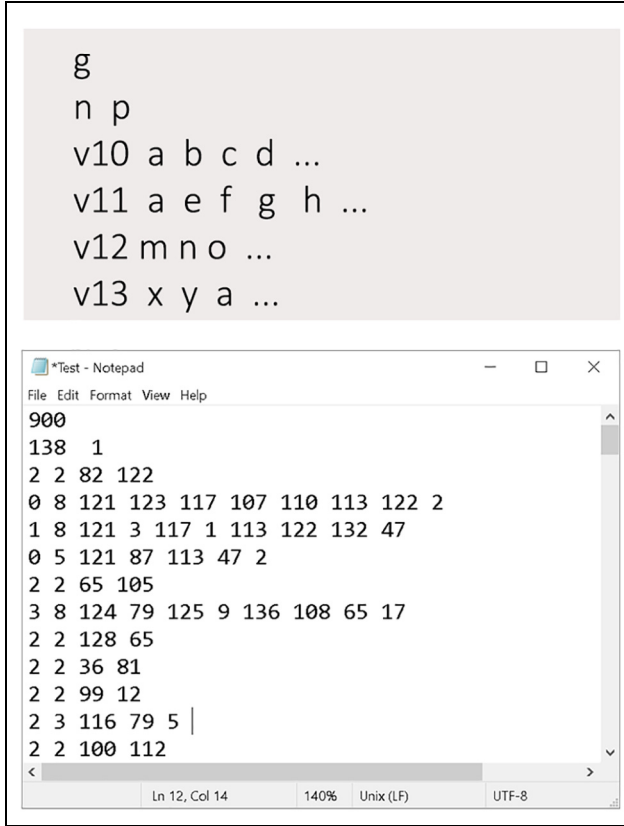 g
n p
v10 a b c d ...
v11 a e f g h ...
v12 m n o ...
v13 x y a ...
*Test - Notepad
File Edit Format View Help
900
138 1
2 2 82 122
0 8 121 123 117 107 110 113 122 2
1 8 121 3 117 1 113 122 132 47
0 5 121 87 113 47 2
2 2 65 105
3 8 124 79 125 9 136 108 65 17
2 2 128 65
2 2 36 81
2 2 99 12
2 3 116 79 5
2 2 100 112
Ln 12, Col 14 140% Unix (LF) UTF-8